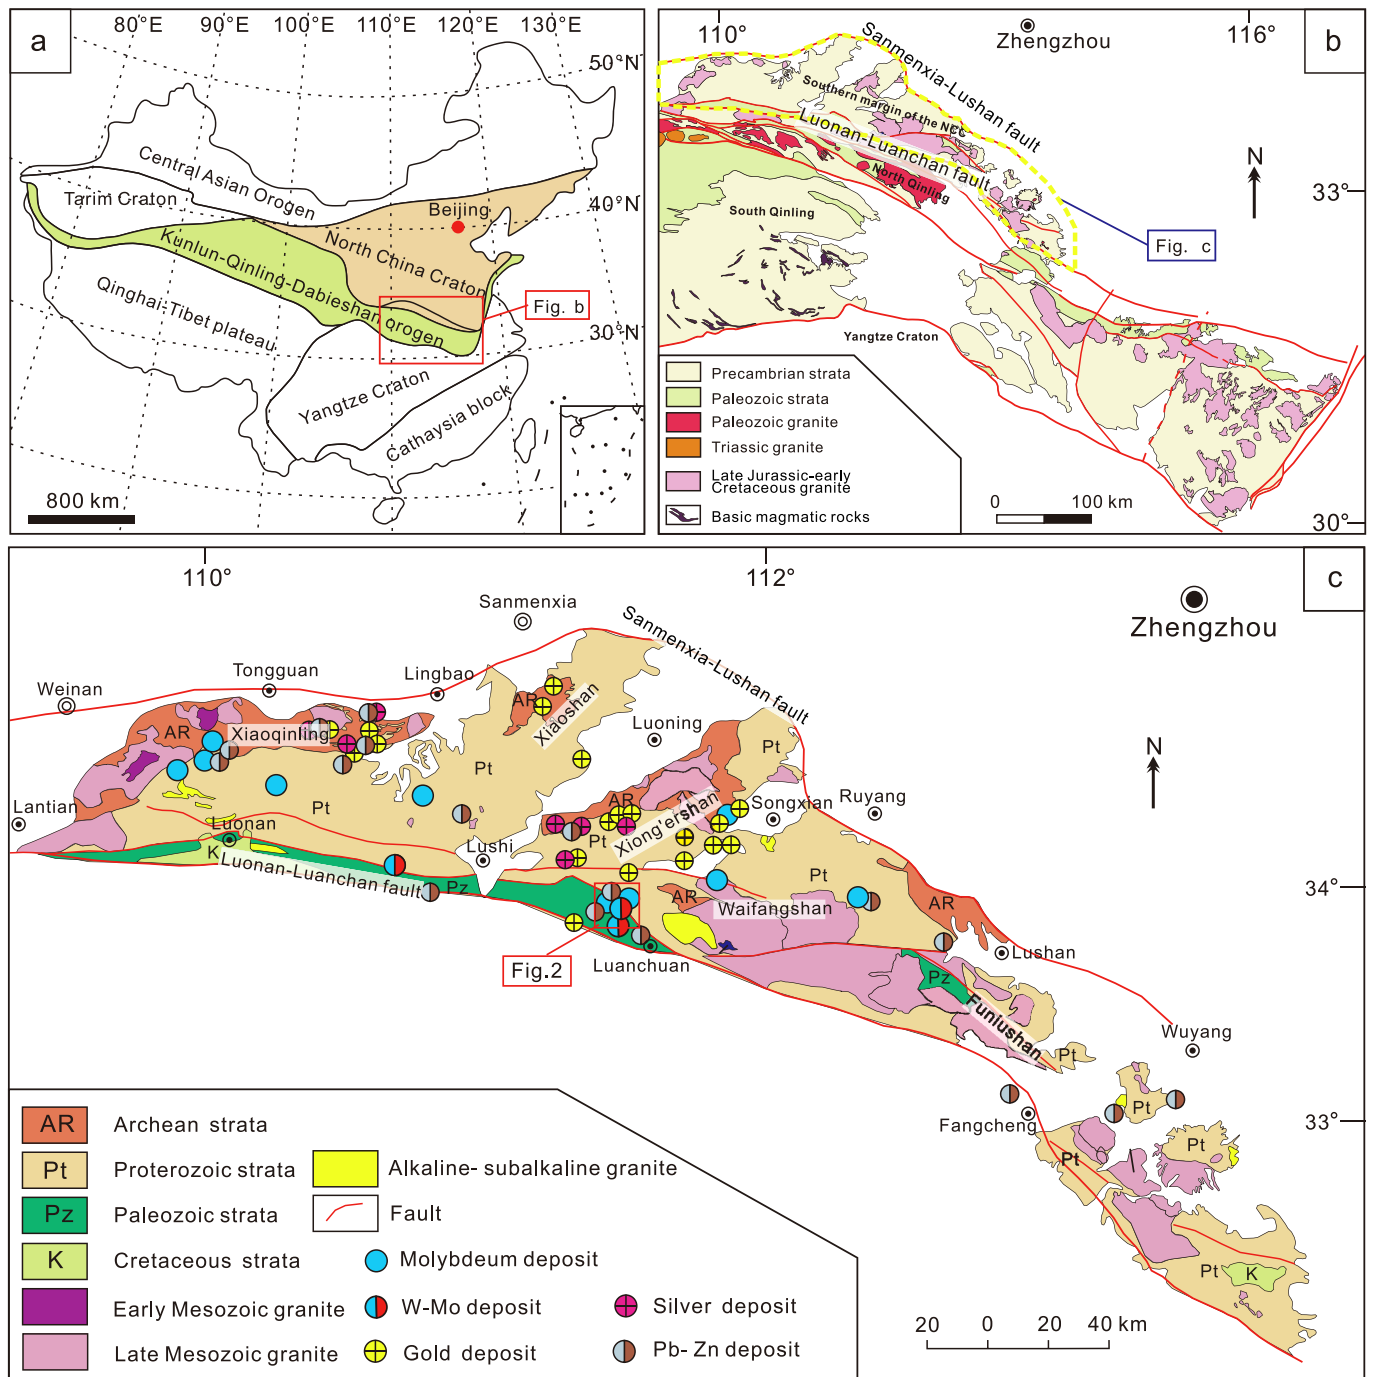 a
80°E
90°E
100°E
110°E
120°E
130°E
50°N
40°N
30°N
Central Asian Orogen
Tarim Craton
Beijing
North China Craton
Kunlun-Qinling-Dabieshan orogen
Qinghai-Tibet plateau
Fig. b
Yangtze Craton
Cathaysia block
800 km
b
110°
116°
Zhengzhou
Sanmenxia-Lushan fault
Southern margin of the NCC
Luonan-Luanchan fault
North Qinling
South Qinling
N
33°
Fig. c
Yangtze Craton
Precambrian strata
Paleozoic strata
Paleozoic granite
Triassic granite
Late Jurassic-early
Cretaceous granite
Basic magmatic rocks
0
100 km
30°
c
110°
112°
Zhengzhou
Sanmenxia
Sanmenxia-Lushan fault
Tongguan
Lingbao
Weinan
AR
Xiaoqinling
AR
Xiaoshan
Luoning
Pt
Pt
N
Lantian
Pt
Luonan
K
Luonan-Luanchan fault
Pz
Lushi
AR
Pt
Xiong'ershan
Songxian
Ruyang
34°
Pt
AR
Waifangshan
AR
Fig.2
Luanchuan
Lushan
Pz
Funiushan
Pt
Wuyang
Fangcheng
Pt
33°
Pt
Pt
Pt
K
AR
Archean strata
Pt
Proterozoic strata
Pz
Paleozoic strata
K
Cretaceous strata
Early Mesozoic granite
Late Mesozoic granite
Alkaline- subalkaline granite
Fault
Molybdeum deposit
W-Mo deposit
Gold deposit
Silver deposit
Pb- Zn deposit
20
0
20
40 km